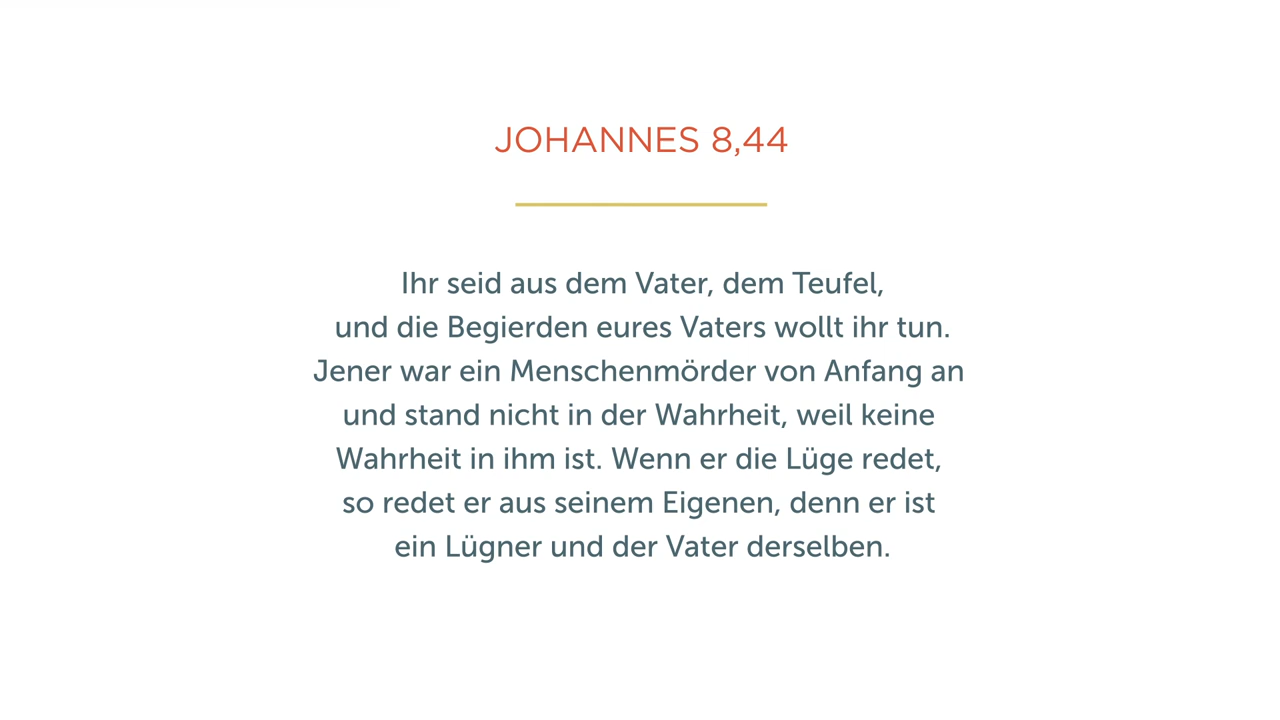 JOHANNES 8,44
Ihr seid aus dem Vater, dem Teufel,
und die Begierden eures Vaters wollt ihr tun.
Jener war ein Menschenmörder von Anfang an
und stand nicht in der Wahrheit, weil keine
Wahrheit in ihm ist. Wenn er die Lüge redet,
so redet er aus seinem Eigenen, denn er ist
ein Lügner und der Vater derselben.